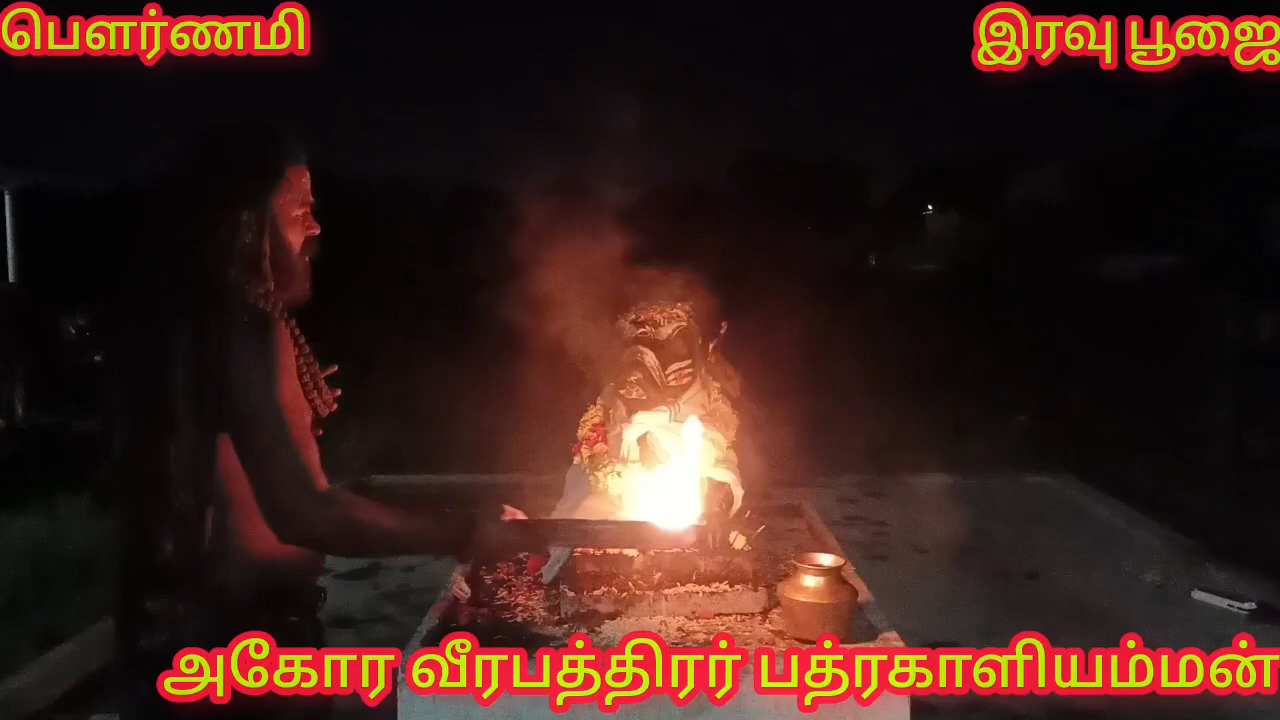 பௌர்ணமி
இரவு பூஜை
அகோர வீரபத்திரர் பத்ரகாளியம்மன்